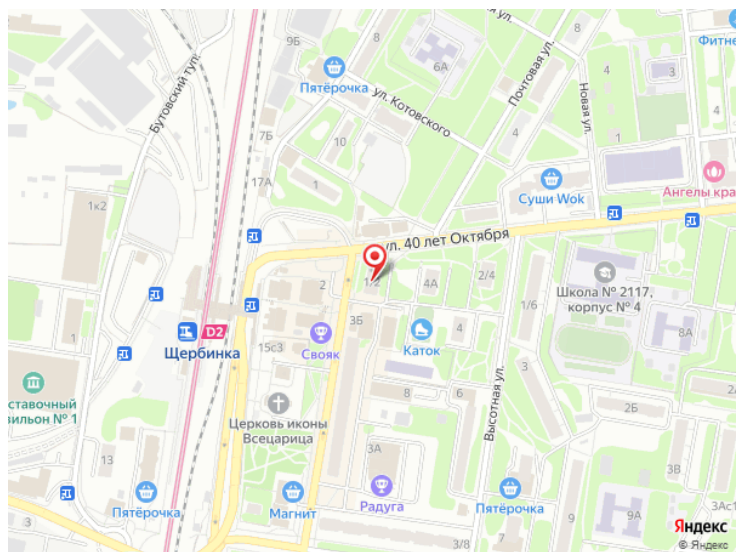 9Б
8
6А
Пятёрочка
Почтовая ул.
4
3
Фитне
Бутовский туп.
ул. Котовского
Новая ул.
7Б
10
4
1
17А
1
Суши Wok
Ангелы кра
1к2
ул. 40 лет Октября
2
1/2
4А
2/4
Школа № 2117,
корпус № 4
1/6
8А
D2
Щербинка
3Б
15с3
Свояк
Каток
4
ставочный
вильон № 1
Церковь иконы
Всецарица
8
6
Высотная ул.
3
2Б
2А
13
3А
5
3В
Пятёрочка
Магнит
Радуга
Пятёрочка
7
9А
3Ас1
3/8
9
Яндекс
© Яндекс